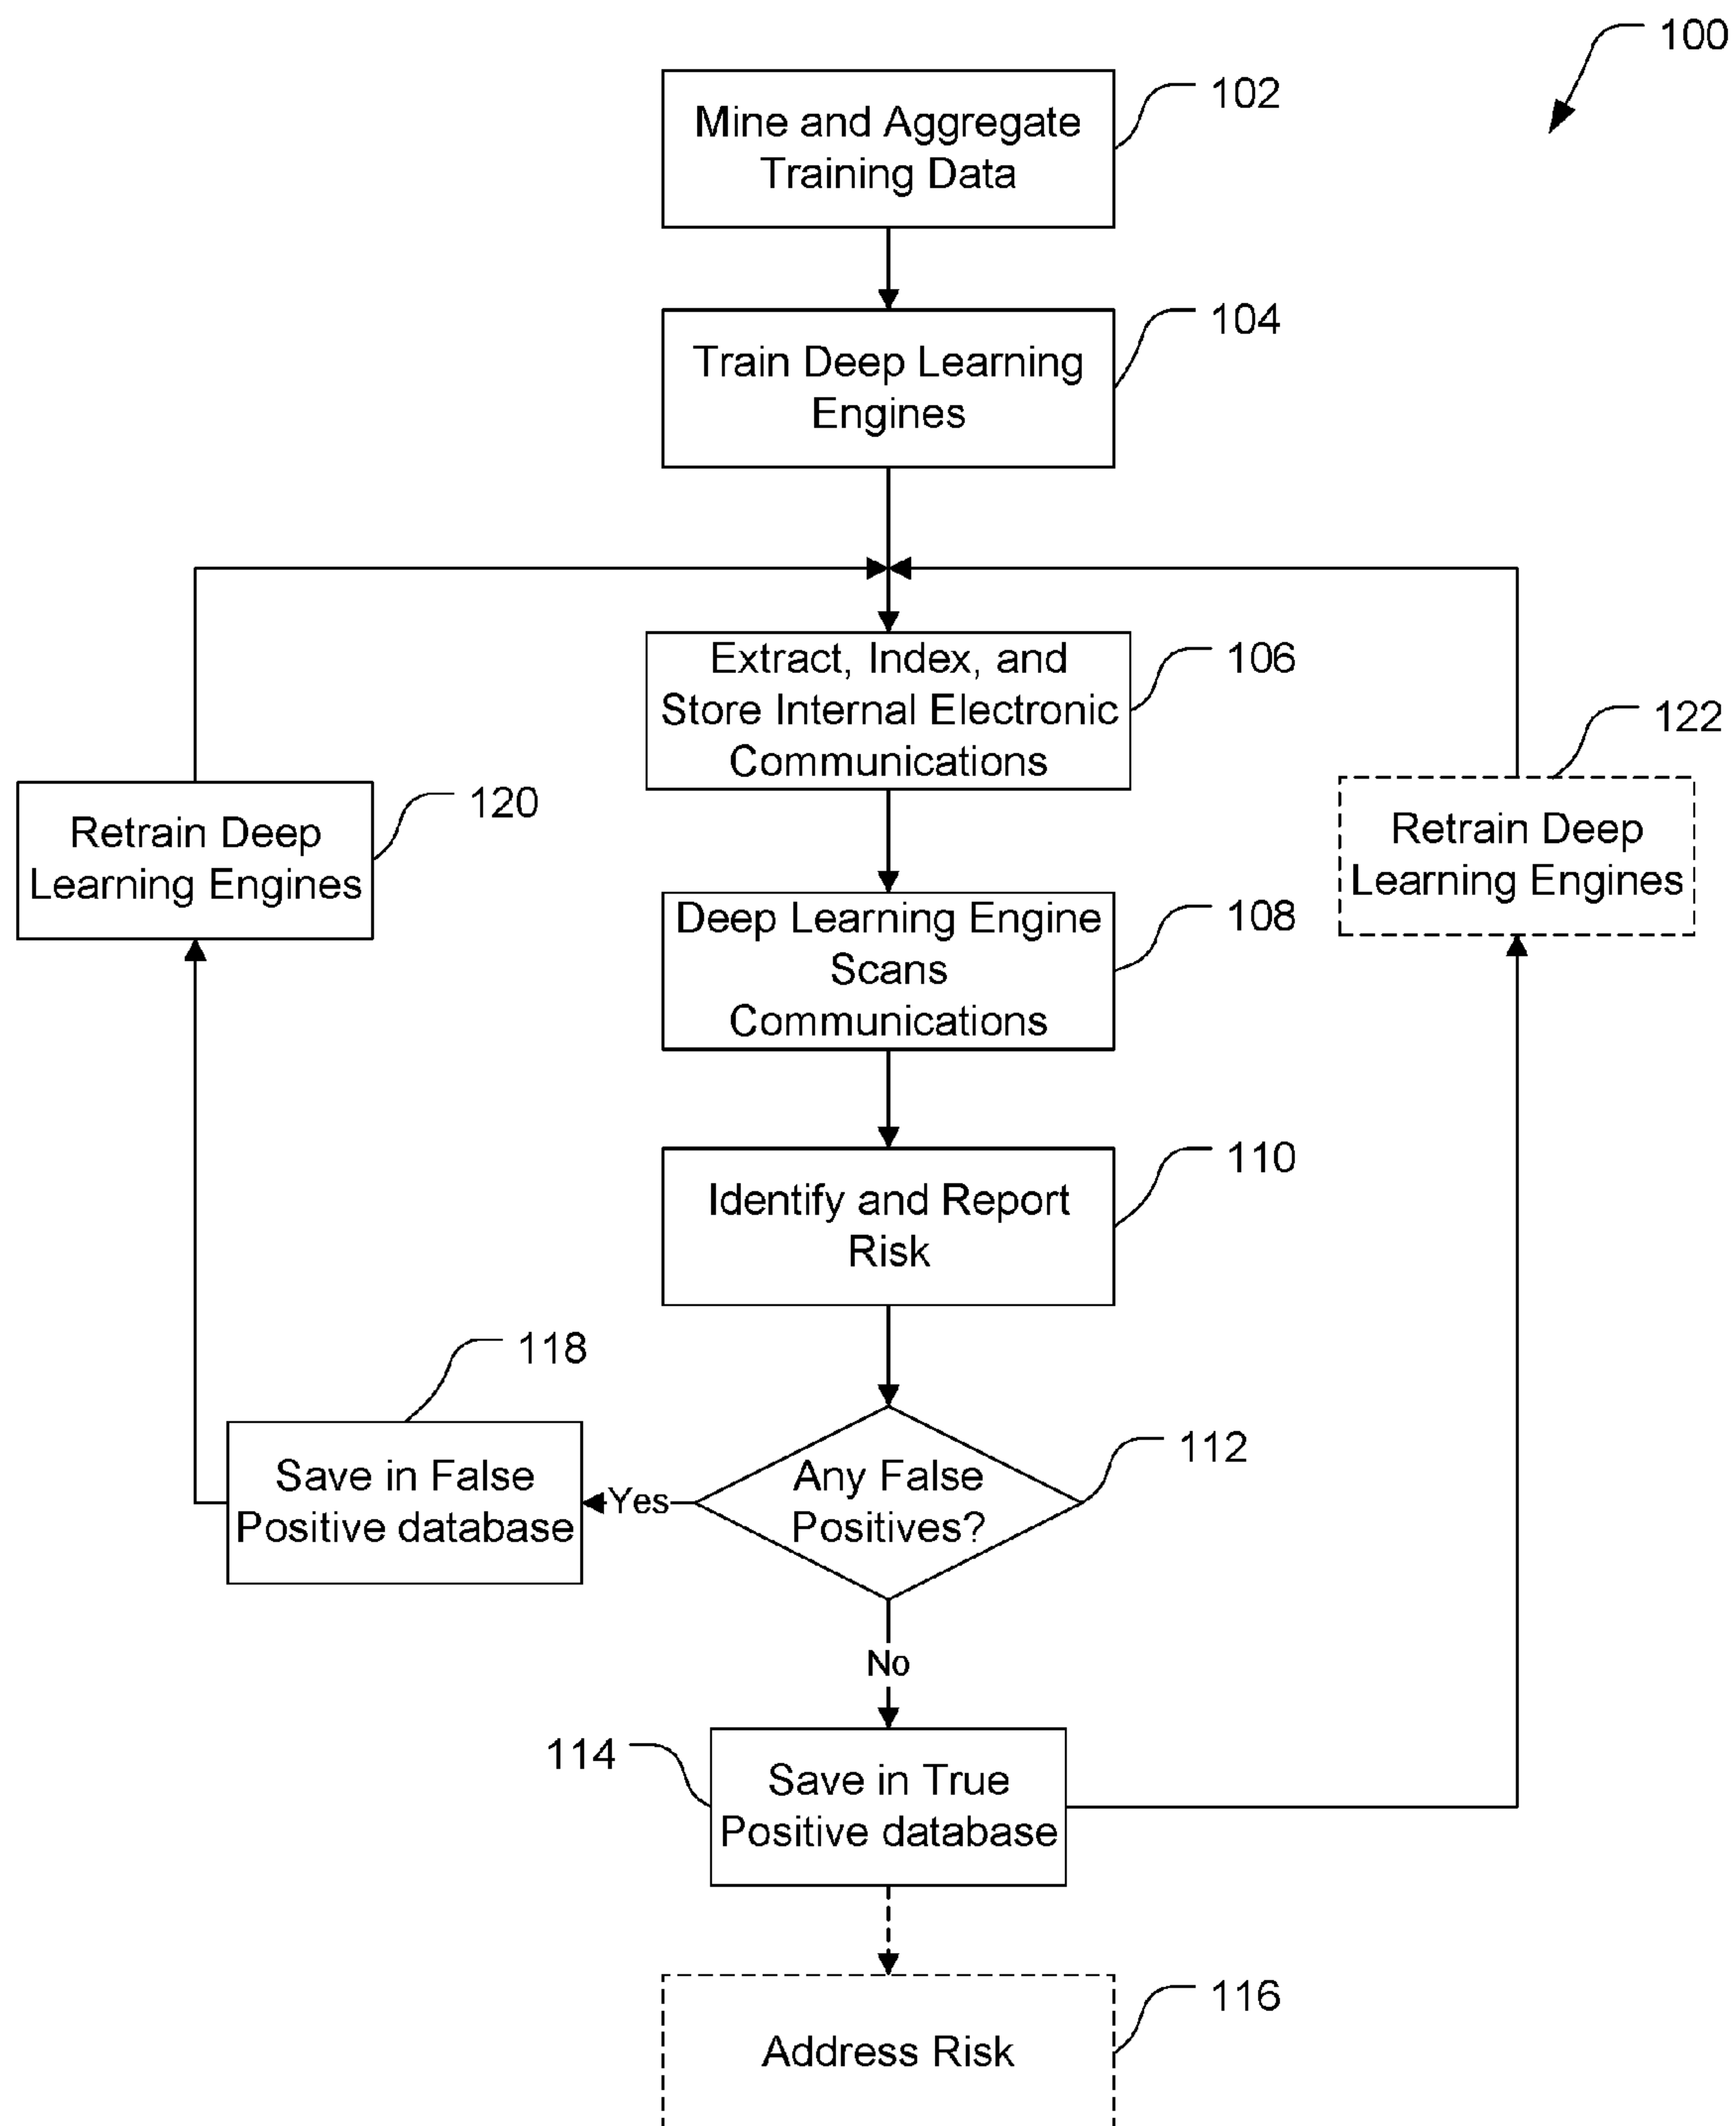 100
102
Mine and Aggregate
Training Data
104
Train Deep Learning
Engines
106
Extract, Index, and
Store Internal Electronic
Communications
122
Retrain Deep
Learning Engines
120
Retrain Deep
Learning Engines
108
Deep Learning Engine
Scans
Communications
110
Identify and Report
Risk
118
Save in False
Positive database
Yes
Any False
Positives?
112
No
114
Save in True
Positive database
116
Address Risk